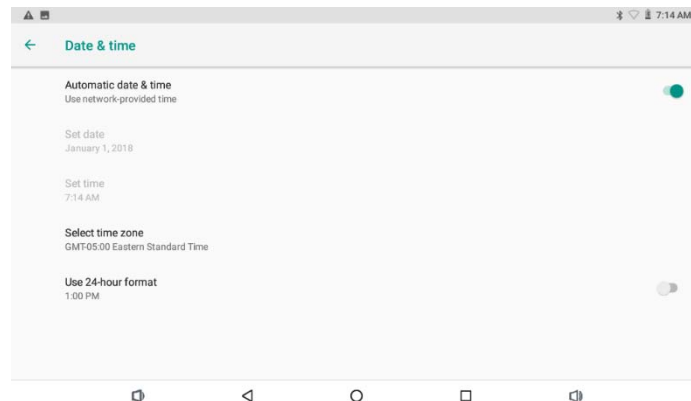 7:14 AM
Date & time
Automatic date & time
Use network-provided time
Set date
January 1, 2018
Set time
7:14 AM
Select time zone
GMT-05:00 Eastern Standard Time
Use 24-hour format
1:00 PM